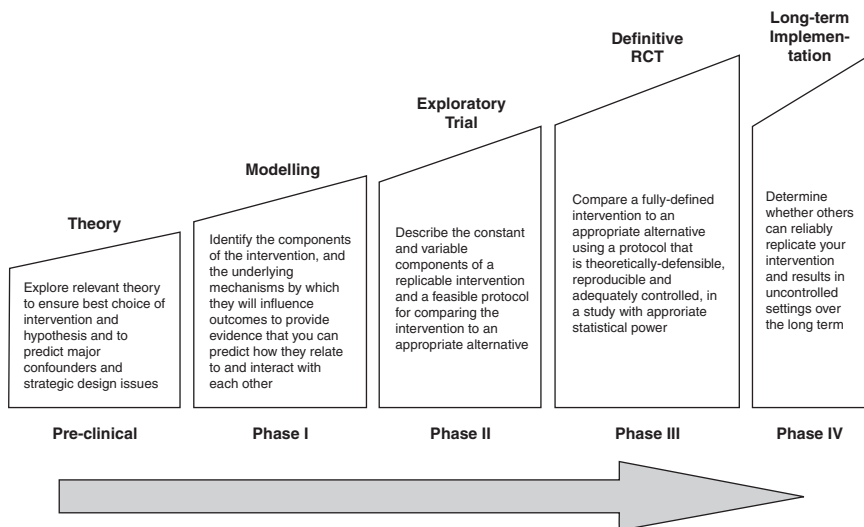 Theory
Explore relevant theory
to ensure best choice of
intervention and
hypothesis and to
predict major
confounders and
strategic design issues
Pre-clinical
Modelling
Identify the components
of the intervention, and
the underlying
mechanisms by which
they will influence
outcomes to provide
evidence that you can
predict how they relate
to and interact with
each other
Phase I
Exploratory
Trial
Describe the constant
and variable
components of a
replicable intervention
and a feasible protocol
for comparing the
intervention to an
appropriate alternative
Phase II
Definitive
RCT
Compare a fully-defined
intervention to an
appropriate alternative
using a protocol that
is theoretically-defensible,
reproducible and
adequately controlled, in
a study with approriate
statistical power
Phase III
Long-term
Implemen-
tation
Determine
whether others
can reliably
replicate your
intervention
and results in
uncontrolled
settings over
the long term
Phase IV